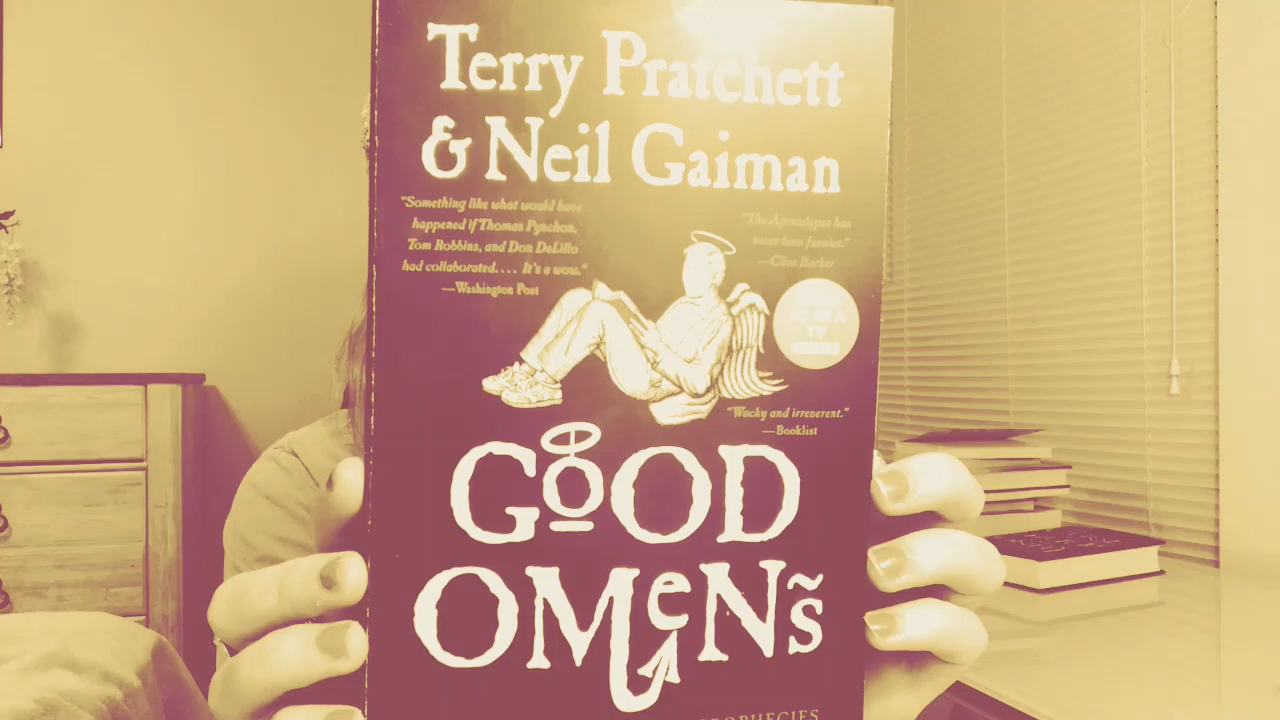 Terry Pratchett
& Neil Gaiman
"Something like what would have
happened if Thomas Pynchon,
Tom Robbins, and Don DeLillo
had collaborated.... It's a wow."
—Washington Post
"The Apocalypse has
never been funnier."
—Clive Barker
TV
"Wacky and irreverent."
—Booklist
GOOD
OMENS
PROPHECIES